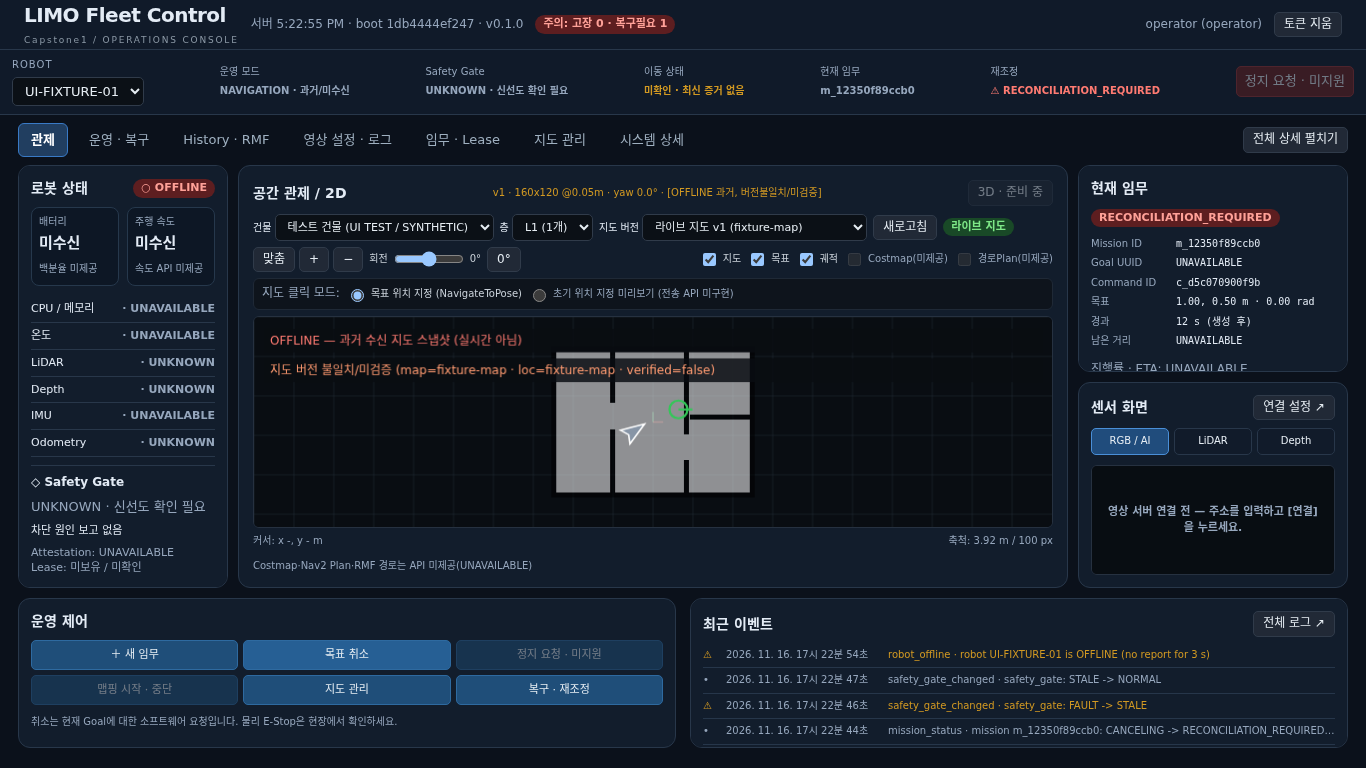 LIMO Fleet Control
Capstone1 / OPERATIONS CONSOLE
서버 5:22:55 PM · boot 1db4444ef247 · v0.1.0
주의: 고장 0 · 복구필요 1
operator (operator)
토큰 지움
ROBOT
UI-FIXTURE-01
운영 모드
NAVIGATION · 과거/미수신
Safety Gate
UNKNOWN · 신선도 확인 필요
이동 상태
미확인 · 최신 증거 없음
현재 임무
m_12350f89ccb0
재조정
⚠ RECONCILIATION_REQUIRED
정지 요청 · 미지원
관제
운영 · 복구
History · RMF
영상 설정 · 로그
임무 · Lease
지도 관리
시스템 상세
전체 상세 펼치기
로봇 상태
○ OFFLINE
배터리
미수신
백분율 미제공
주행 속도
미수신
속도 API 미제공
CPU / 메모리 · UNAVAILABLE
온도 · UNAVAILABLE
LiDAR · UNKNOWN
Depth · UNKNOWN
IMU · UNAVAILABLE
Odometry · UNKNOWN
◇ Safety Gate
UNKNOWN · 신선도 확인 필요
차단 원인 보고 없음
Attestation: UNAVAILABLE
Lease: 미보유 / 미확인
공간 관제 / 2D
v1 · 160x120 @0.05m · yaw 0.0° · [OFFLINE 과거, 버전불일치/미검증]
3D · 준비 중
건물 테스트 건물 (UI TEST / SYNTHETIC) 층 L1 (1개) 지도 버전 라이브 지도 v1 (fixture-map) 새로고침 라이브 지도
맞춤 + − 회전 0° 0°
지도 목표 궤적 Costmap(미제공) 경로Plan(미제공)
지도 클릭 모드: 목표 위치 지정 (NavigateToPose) 초기 위치 지정 미리보기 (전송 API 미구현)
OFFLINE — 과거 수신 지도 스냅샷 (실시간 아님)
지도 버전 불일치/미검증 (map=fixture-map · loc=fixture-map · verified=false)
커서: x -, y - m
축척: 3.92 m / 100 px
Costmap·Nav2 Plan·RMF 경로는 API 미제공(UNAVAILABLE)
현재 임무
RECONCILIATION_REQUIRED
Mission ID m_12350f89ccb0
Goal UUID UNAVAILABLE
Command ID c_d5c070900f9b
목표 1.00, 0.50 m · 0.00 rad
경과 12 s (생성 후)
남은 거리 UNAVAILABLE
진행률 · ETA: UNAVAILABLE
센서 화면
연결 설정 ↗
RGB / AI
LiDAR
Depth
영상 서버 연결 전 — 주소를 입력하고 [연결]
을 누르세요.
운영 제어
＋ 새 임무
목표 취소
정지 요청 · 미지원
맵핑 시작 · 중단
지도 관리
복구 · 재조정
취소는 현재 Goal에 대한 소프트웨어 요청입니다. 물리 E-Stop은 현장에서 확인하세요.
최근 이벤트
전체 로그 ↗
⚠ 2026. 11. 16. 17시 22분 54초 robot_offline · robot UI-FIXTURE-01 is OFFLINE (no report for 3 s)
• 2026. 11. 16. 17시 22분 47초 safety_gate_changed · safety_gate: STALE -> NORMAL
⚠ 2026. 11. 16. 17시 22분 46초 safety_gate_changed · safety_gate: FAULT -> STALE
• 2026. 11. 16. 17시 22분 44초 mission_status · mission m_12350f89ccb0: CANCELING -> RECONCILIATION_REQUIRED...